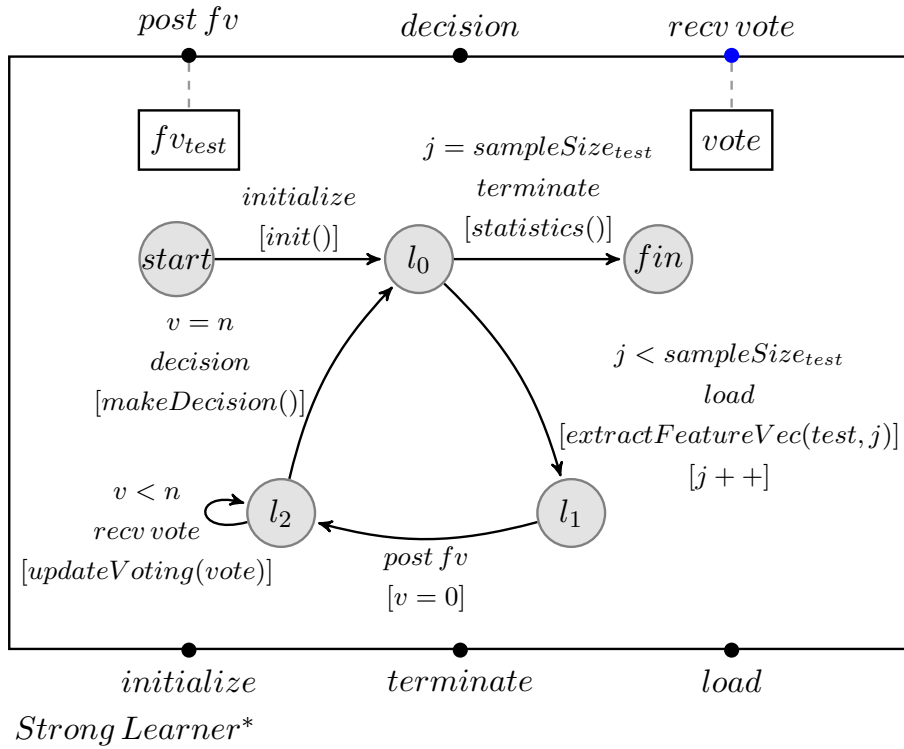 post fv
decision
recv vote
fv_test
vote
initialize
[init()]
j = sampleSize_test
terminate
[statistics()]
start
l_0
fin
v = n
decision
[makeDecision()]
j < sampleSize_test
load
[extractFeatureVec(test, j)]
[j + +]
v < n
recv vote
[updateVoting(vote)]
l_2
l_1
post fv
[v = 0]
initialize
terminate
load
Strong Learner*